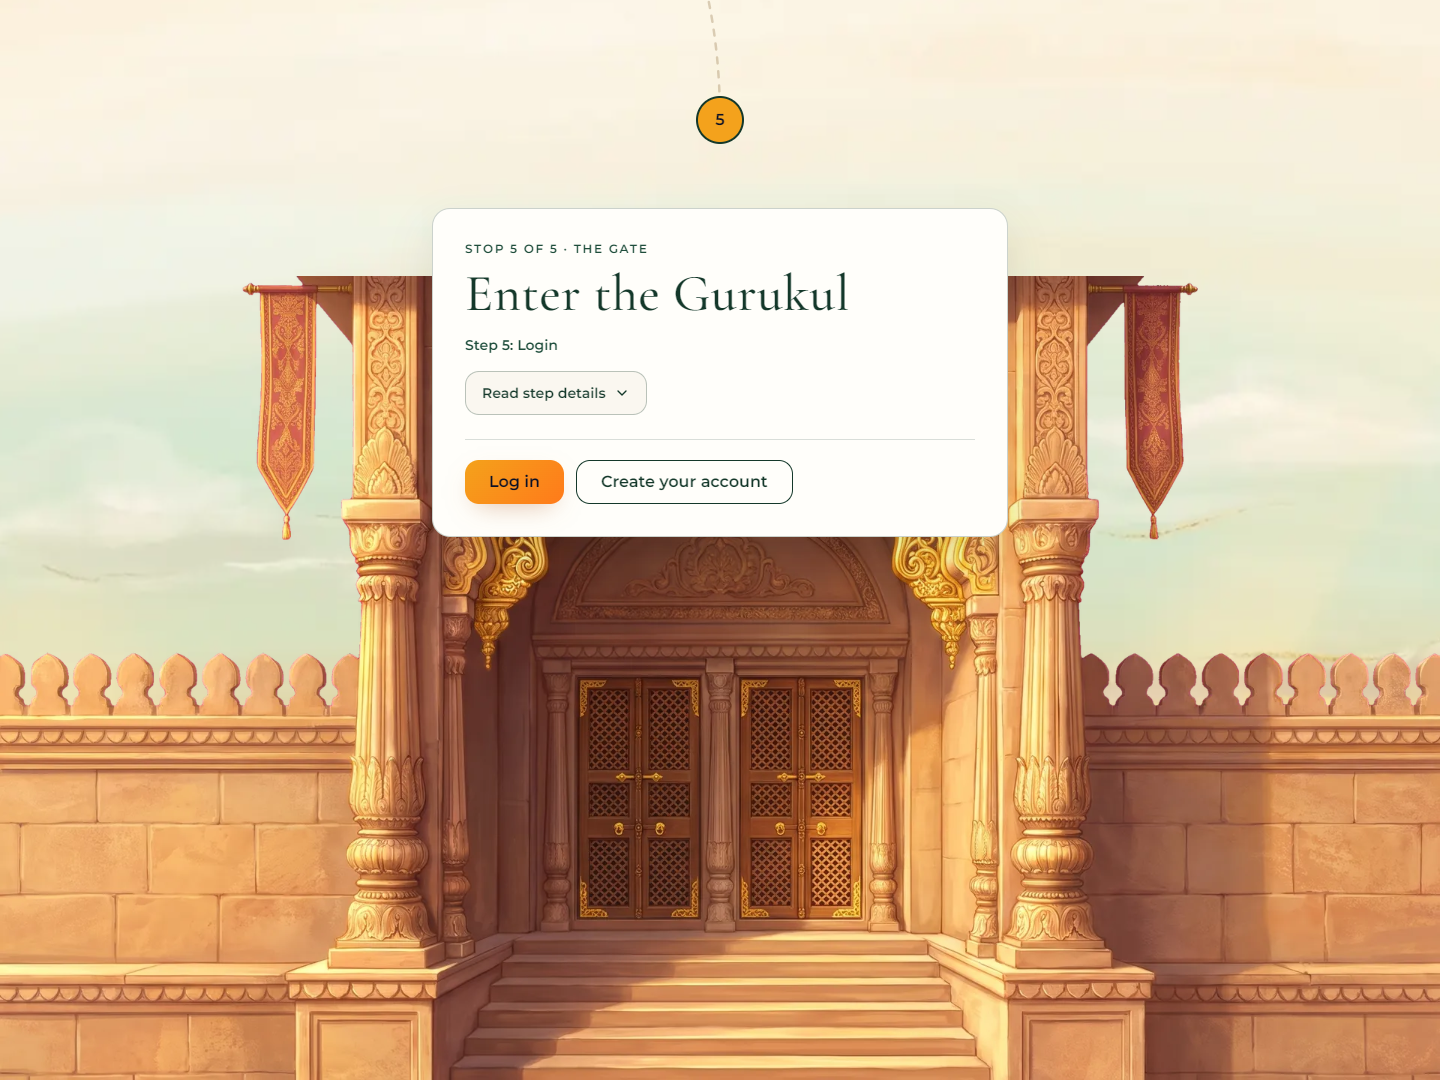 5
STOP 5 OF 5 · THE GATE
Enter the Gurukul
Step 5: Login
Read step details
Log in
Create your account